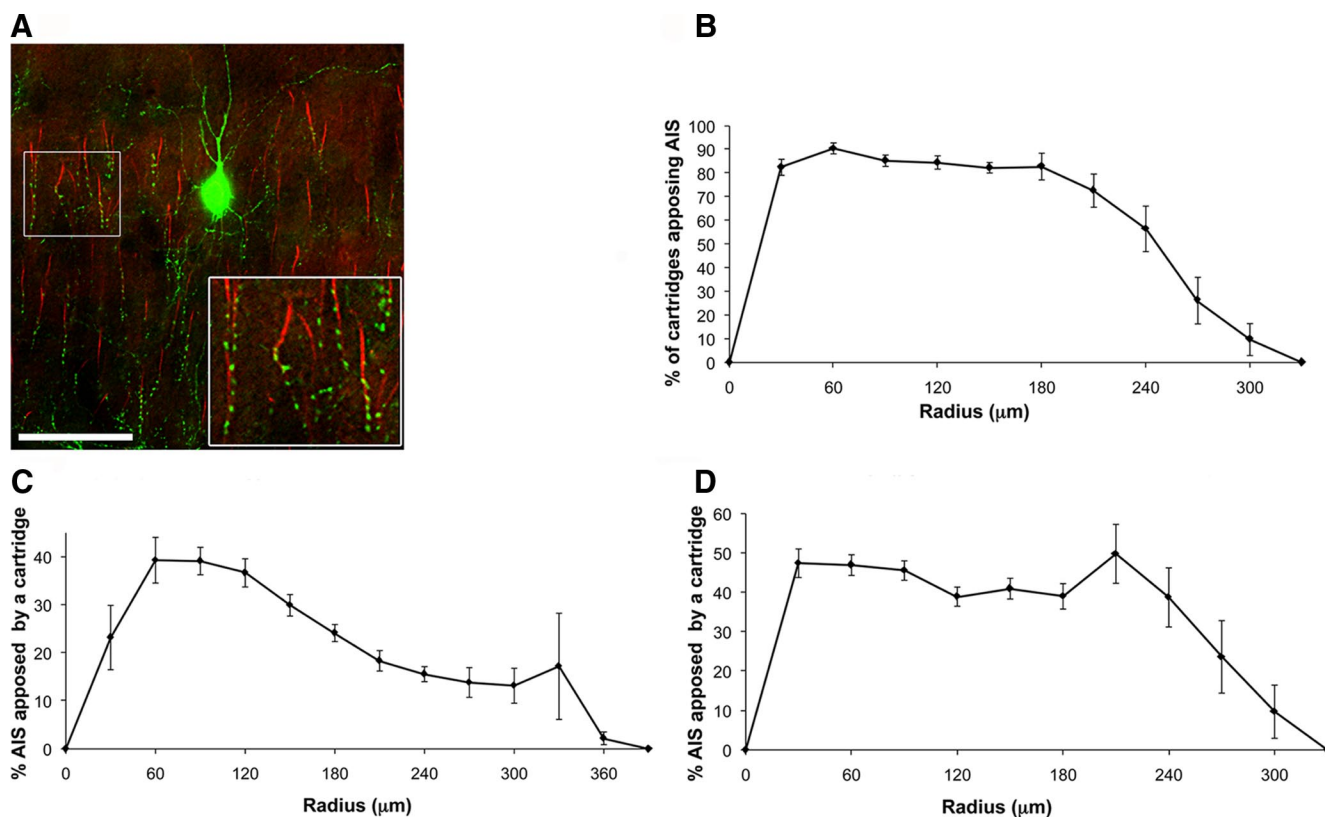 A
B
% of cartridges apposing AIS
100
90
80
70
60
50
40
30
20
10
0
0 60 120 180 240 300
Radius (μm)
C
% AIS apposed by a cartridge
40
30
20
10
0
0 60 120 180 240 300 360
Radius (μm)
D
% AIS apposed by a cartridge
60
50
40
30
20
10
0
0 60 120 180 240 300
Radius (μm)